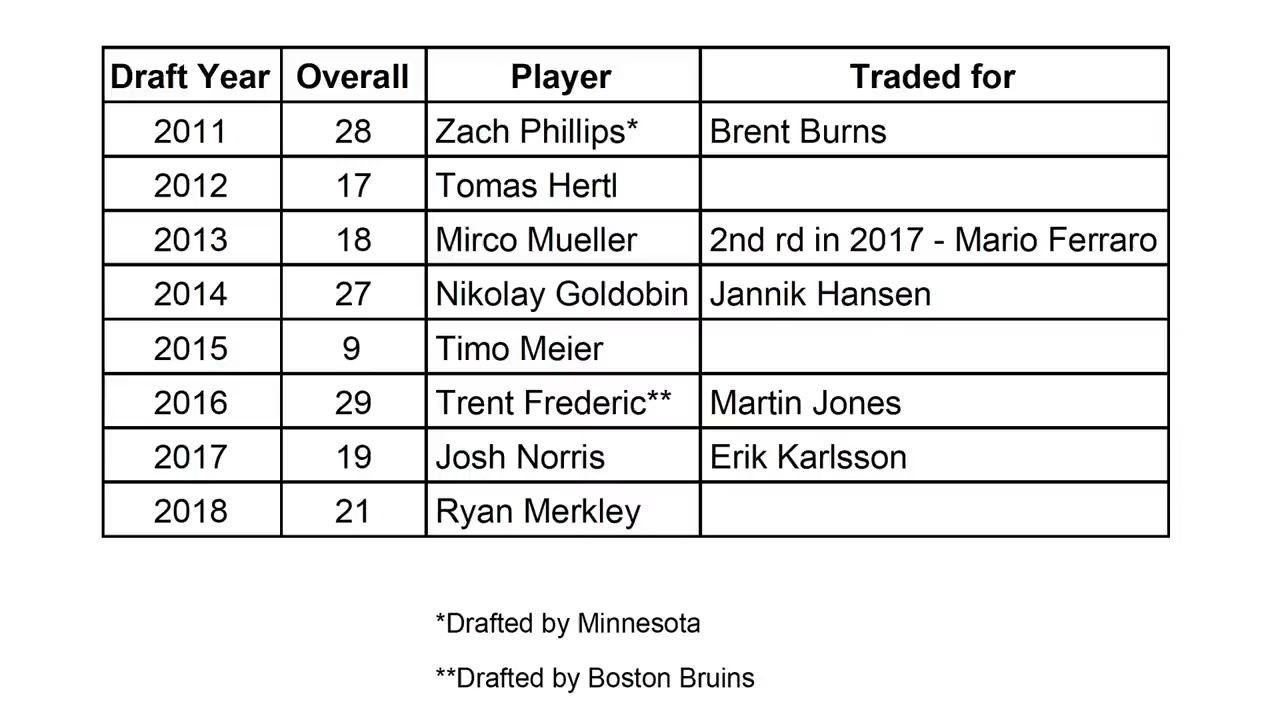 Draft Year Overall Player Traded for
2011 28 Zach Phillips* Brent Burns
2012 17 Tomas Hertl
2013 18 Mirco Mueller 2nd rd in 2017 - Mario Ferraro
2014 27 Nikolay Goldobin Jannik Hansen
2015 9 Timo Meier
2016 29 Trent Frederic** Martin Jones
2017 19 Josh Norris Erik Karlsson
2018 21 Ryan Merkley
*Drafted by Minnesota
**Drafted by Boston Bruins